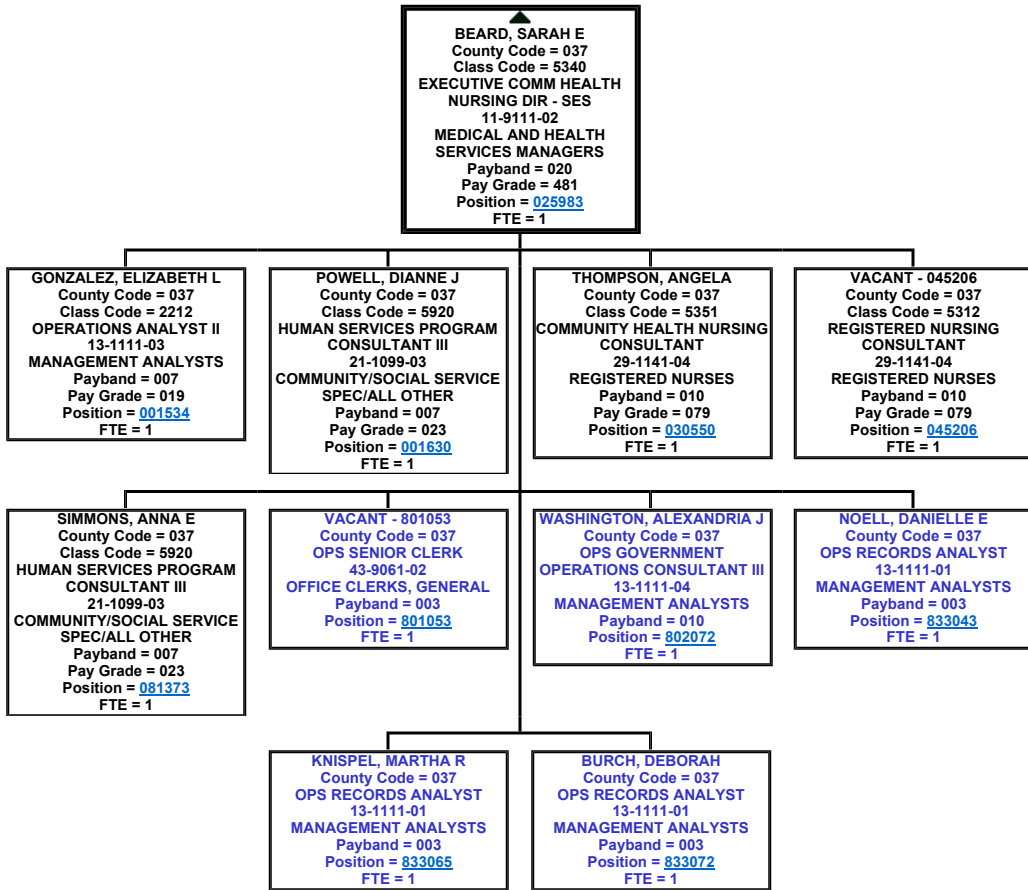 BEARD, SARAH E
County Code = 037
Class Code = 5340
EXECUTIVE COMM HEALTH
NURSING DIR - SES
11-9111-02
MEDICAL AND HEALTH
SERVICES MANAGERS
Payband = 020
Pay Grade = 481
Position = 025983
FTE = 1
GONZALEZ, ELIZABETH L
County Code = 037
Class Code = 2212
OPERATIONS ANALYST II
13-1111-03
MANAGEMENT ANALYSTS
Payband = 007
Pay Grade = 019
Position = 001534
FTE = 1
POWELL, DIANNE J
County Code = 037
Class Code = 5920
HUMAN SERVICES PROGRAM
CONSULTANT III
21-1099-03
COMMUNITY/SOCIAL SERVICE
SPEC/ALL OTHER
Payband = 007
Pay Grade = 023
Position = 001630
FTE = 1
THOMPSON, ANGELA
County Code = 037
Class Code = 5351
COMMUNITY HEALTH NURSING
CONSULTANT
29-1141-04
REGISTERED NURSES
Payband = 010
Pay Grade = 079
Position = 030550
FTE = 1
VACANT - 045206
County Code = 037
Class Code = 5312
REGISTERED NURSING
CONSULTANT
29-1141-04
REGISTERED NURSES
Payband = 010
Pay Grade = 079
Position = 045206
FTE = 1
SIMMONS, ANNA E
County Code = 037
Class Code = 5920
HUMAN SERVICES PROGRAM
CONSULTANT III
21-1099-03
COMMUNITY/SOCIAL SERVICE
SPEC/ALL OTHER
Payband = 007
Pay Grade = 023
Position = 081373
FTE = 1
VACANT - 801053
County Code = 037
OPS SENIOR CLERK
43-9061-02
OFFICE CLERKS, GENERAL
Payband = 003
Position = 801053
FTE = 1
WASHINGTON, ALEXANDRIA J
County Code = 037
OPS GOVERNMENT
OPERATIONS CONSULTANT III
13-1111-04
MANAGEMENT ANALYSTS
Payband = 010
Position = 802072
FTE = 1
NOELL, DANIELLE E
County Code = 037
OPS RECORDS ANALYST
13-1111-01
MANAGEMENT ANALYSTS
Payband = 003
Position = 833043
FTE = 1
KNISPEL, MARTHA R
County Code = 037
OPS RECORDS ANALYST
13-1111-01
MANAGEMENT ANALYSTS
Payband = 003
Position = 833065
FTE = 1
BURCH, DEBORAH
County Code = 037
OPS RECORDS ANALYST
13-1111-01
MANAGEMENT ANALYSTS
Payband = 003
Position = 833072
FTE = 1